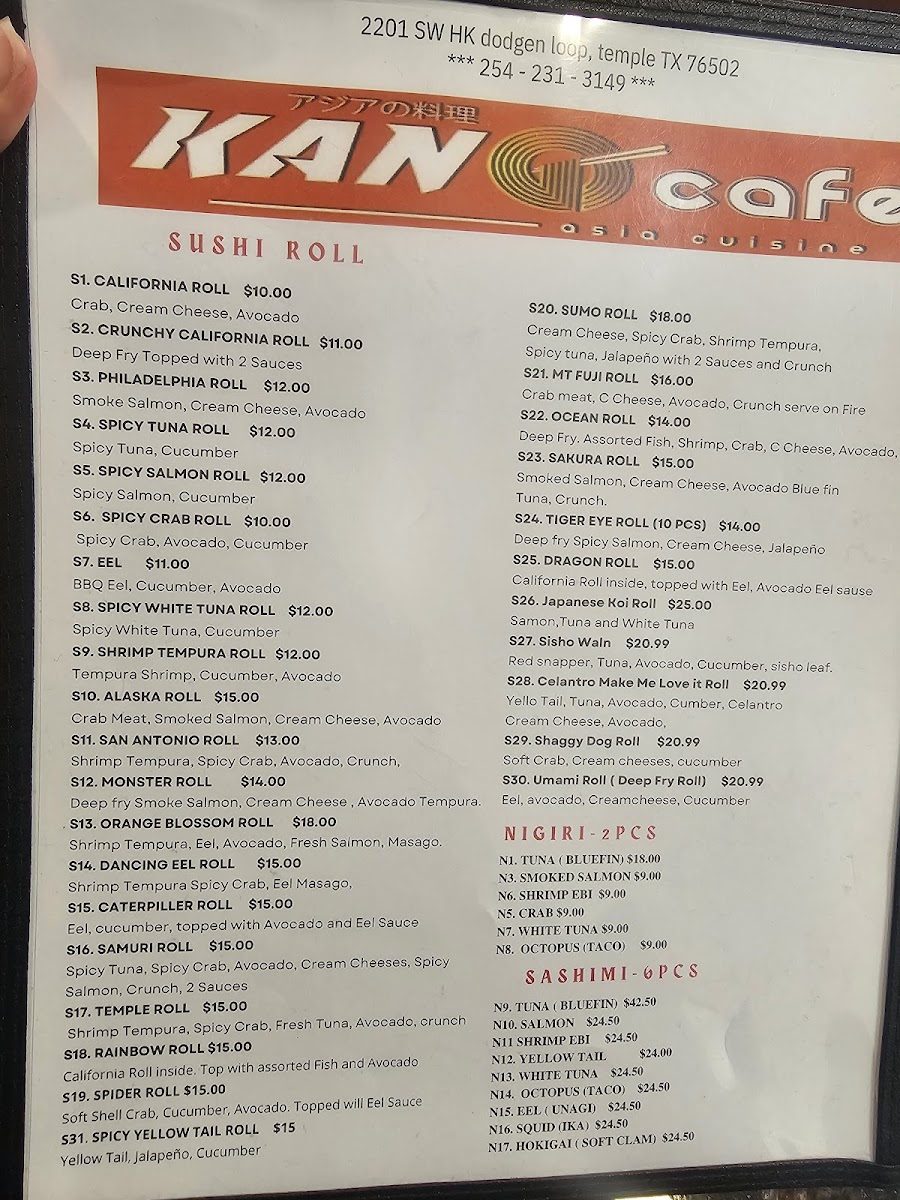 2201 SW HK dodgen loop, temple TX 76502
*** 254 - 231 - 3149 ***
アジアの料理
KANG cafe
asia cuisine
SUSHI ROLL
S1. CALIFORNIA ROLL $10.00
Crab, Cream Cheese, Avocado
S2. CRUNCHY CALIFORNIA ROLL $11.00
Deep Fry Topped with 2 Sauces
S3. PHILADELPHIA ROLL $12.00
Smoke Salmon, Cream Cheese, Avocado
S4. SPICY TUNA ROLL $12.00
Spicy Tuna, Cucumber
S5. SPICY SALMON ROLL $12.00
Spicy Salmon, Cucumber
S6. SPICY CRAB ROLL $10.00
Spicy Crab, Avocado, Cucumber
S7. EEL $11.00
BBQ Eel, Cucumber, Avocado
S8. SPICY WHITE TUNA ROLL $12.00
Spicy White Tuna, Cucumber
S9. SHRIMP TEMPURA ROLL $12.00
Tempura Shrimp, Cucumber, Avocado
S10. ALASKA ROLL $15.00
Crab Meat, Smoked Salmon, Cream Cheese, Avocado
S11. SAN ANTONIO ROLL $13.00
Shrimp Tempura, Spicy Crab, Avocado, Crunch,
S12. MONSTER ROLL $14.00
Deep fry Smoke Salmon, Cream Cheese , Avocado Tempura.
S13. ORANGE BLOSSOM ROLL $18.00
Shrimp Tempura, Eel, Avocado, Fresh Salmon, Masago.
S14. DANCING EEL ROLL $15.00
Shrimp Tempura Spicy Crab, Eel Masago,
S15. CATERPILLER ROLL $15.00
Eel, cucumber, topped with Avocado and Eel Sauce
S16. SAMURI ROLL $15.00
Spicy Tuna, Spicy Crab, Avocado, Cream Cheeses, Spicy
Salmon, Crunch, 2 Sauces
S17. TEMPLE ROLL $15.00
Shrimp Tempura, Spicy Crab, Fresh Tuna, Avocado, crunch
S18. RAINBOW ROLL $15.00
California Roll inside. Top with assorted Fish and Avocado
S19. SPIDER ROLL $15.00
Soft Shell Crab, Cucumber, Avocado. Topped will Eel Sauce
S31. SPICY YELLOW TAIL ROLL $15
Yellow Tail, Jalapeño, Cucumber
S20. SUMO ROLL $18.00
Cream Cheese, Spicy Crab, Shrimp Tempura,
Spicy tuna, Jalapeño with 2 Sauces and Crunch
S21. MT FUJI ROLL $16.00
Crab meat, C Cheese, Avocado, Crunch serve on Fire
S22. OCEAN ROLL $14.00
Deep Fry. Assorted Fish, Shrimp, Crab, C Cheese, Avocado,
S23. SAKURA ROLL $15.00
Smoked Salmon, Cream Cheese, Avocado Blue fin
Tuna, Crunch.
S24. TIGER EYE ROLL (10 PCS) $14.00
Deep fry Spicy Salmon, Cream Cheese, Jalapeño
S25. DRAGON ROLL $15.00
California Roll inside, topped with Eel, Avocado Eel sause
S26. Japanese Koi Roll $25.00
Samon,Tuna and White Tuna
S27. Sisho Waln $20.99
Red snapper, Tuna, Avocado, Cucumber, sisho leaf.
S28. Celantro Make Me Love it Roll $20.99
Yello Tail, Tuna, Avocado, Cumber, Celantro
Cream Cheese, Avocado,
S29. Shaggy Dog Roll $20.99
Soft Crab, Cream cheeses, cucumber
S30. Umami Roll ( Deep Fry Roll) $20.99
Eel, avocado, Creamcheese, Cucumber
NIGIRI-2PCS
N1. TUNA ( BLUEFIN) $18.00
N3. SMOKED SALMON $9.00
N6. SHRIMP EBI $9.00
N5. CRAB $9.00
N7. WHITE TUNA $9.00
N8. OCTOPUS (TACO) $9.00
SASHIMI-6PCS
N9. TUNA ( BLUEFIN) $42.50
N10. SALMON $24.50
N11 SHRIMP EBI $24.50
N12. YELLOW TAIL $24.00
N13. WHITE TUNA $24.50
N14. OCTOPUS (TACO) $24.50
N15. EEL ( UNAGI) $24.50
N16. SQUID (IKA) $24.50
N17. HOKIGAI ( SOFT CLAM) $24.50